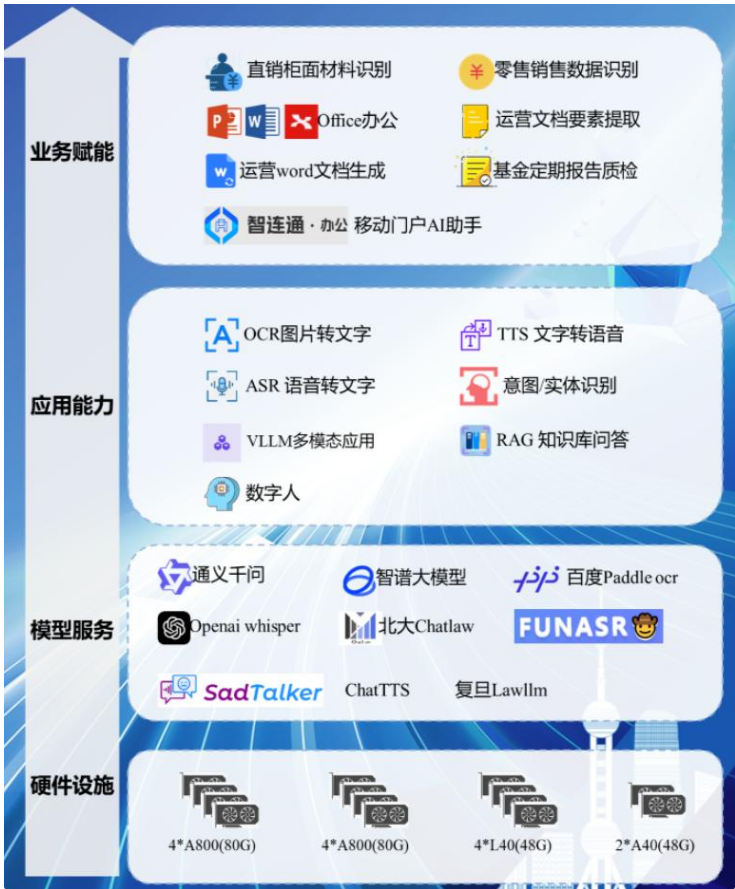 业务赋能
直销柜面材料识别
零售销售数据识别
P W Office办公
运营文档要素提取
W 运营word文档生成
基金定期报告质检
智连通·办公 移动门户AI助手
应用能力
A OCR图片转文字
T TTS 文字转语音
ASR 语音转文字
意图/实体识别
VLLM多模态应用
RAG 知识库问答
数字人
模型服务
通义千问
智谱大模型
百度Paddle ocr
Openai whisper
北大Chatlaw
FUNASR
SadTalker
ChatTTS
复旦Lawllm
硬件设施
4*A800(80G)
4*A800(80G)
4*L40(48G)
2*A40(48G)